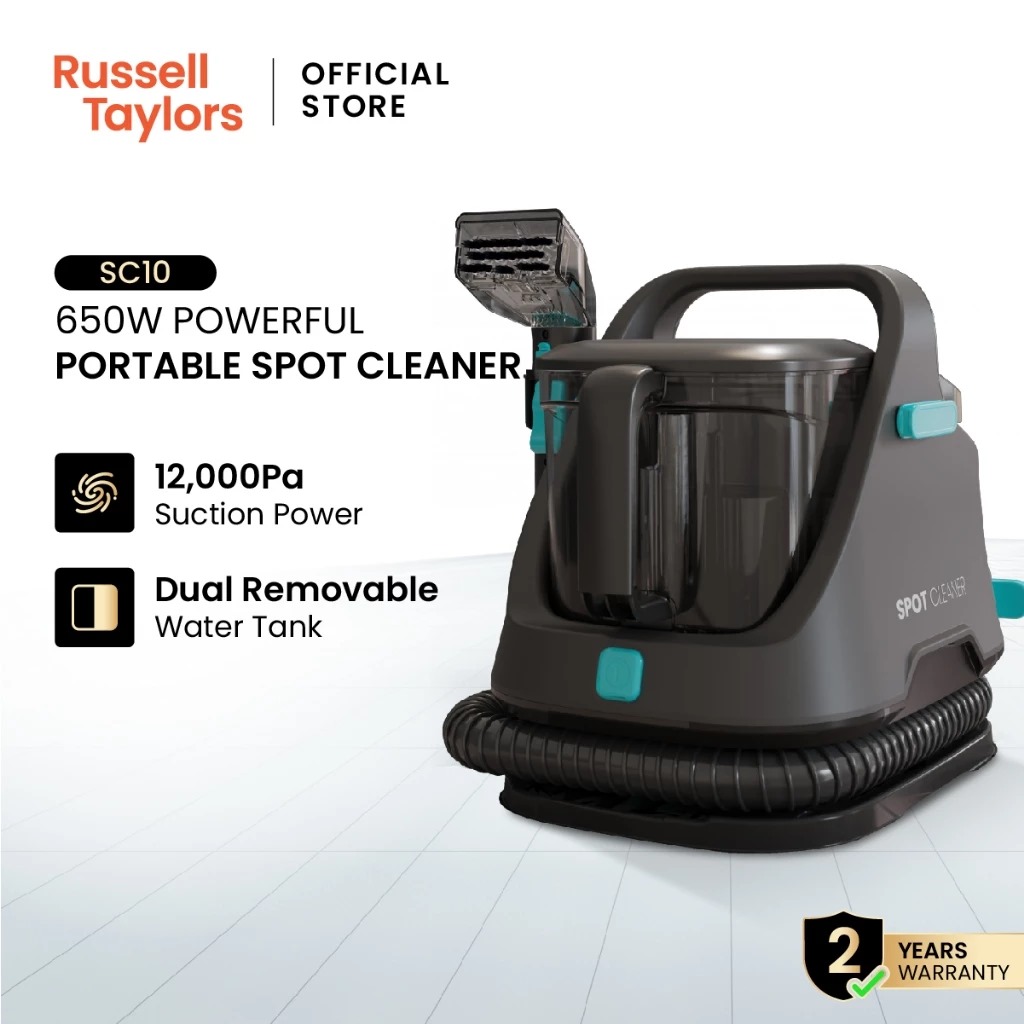 Russell
Taylors
OFFICIAL
STORE
SC10
650W POWERFUL
PORTABLE SPOT CLEANER
12,000Pa
Suction Power
Dual Removable
Water Tank
SPOT CLEANER
2 YEARS
WARRANTY